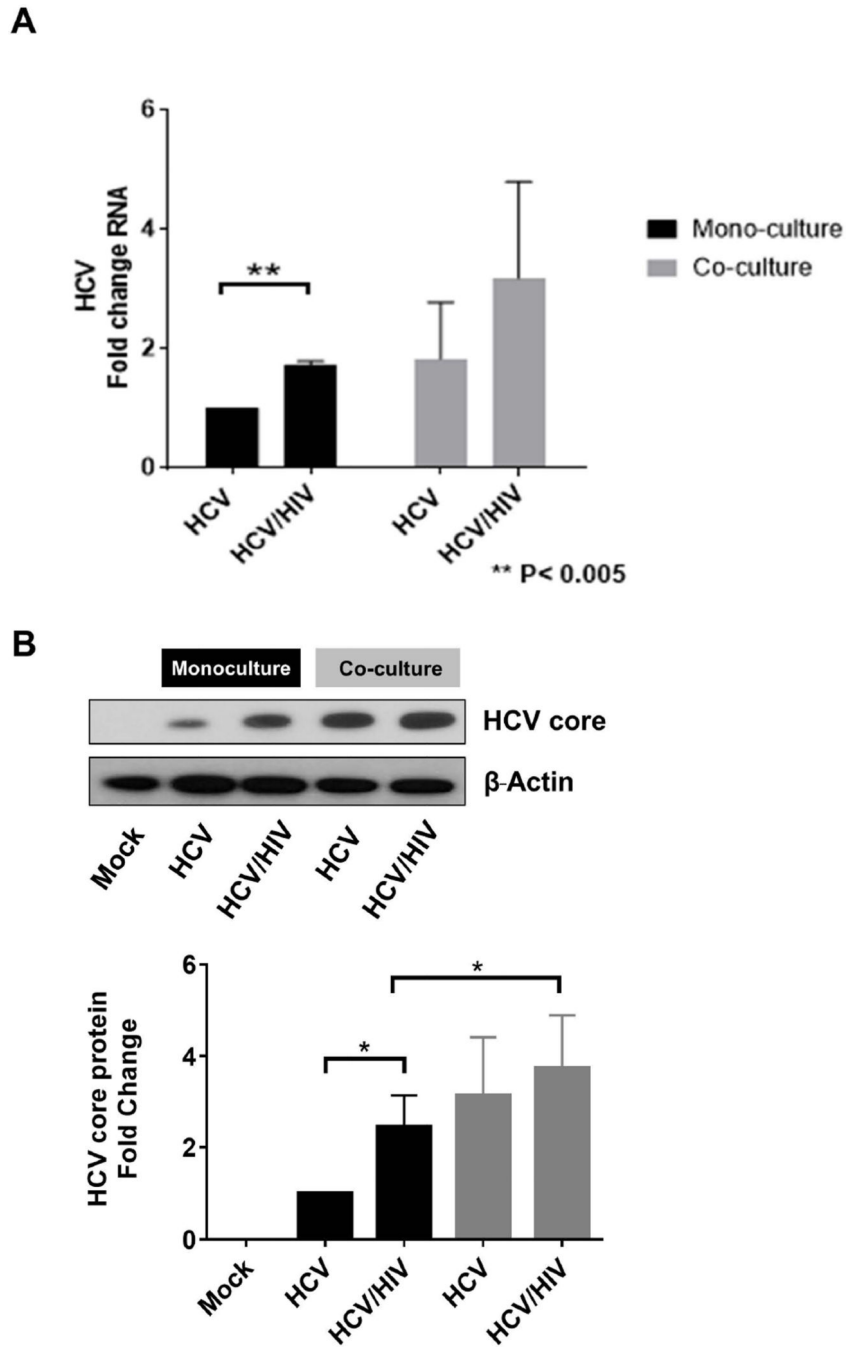 A
HCV
Fold change RNA
6
4
2
0
**
HCV
HCV/HIV
HCV
HCV/HIV
Mono-culture
Co-culture
** P< 0.005
B
Monoculture
Co-culture
HCV core
β-Actin
Mock
HCV
HCV/HIV
HCV
HCV/HIV
HCV core protein
Fold Change
6
4
2
0
*
*
Mock
HCV
HCV/HIV
HCV
HCV/HIV